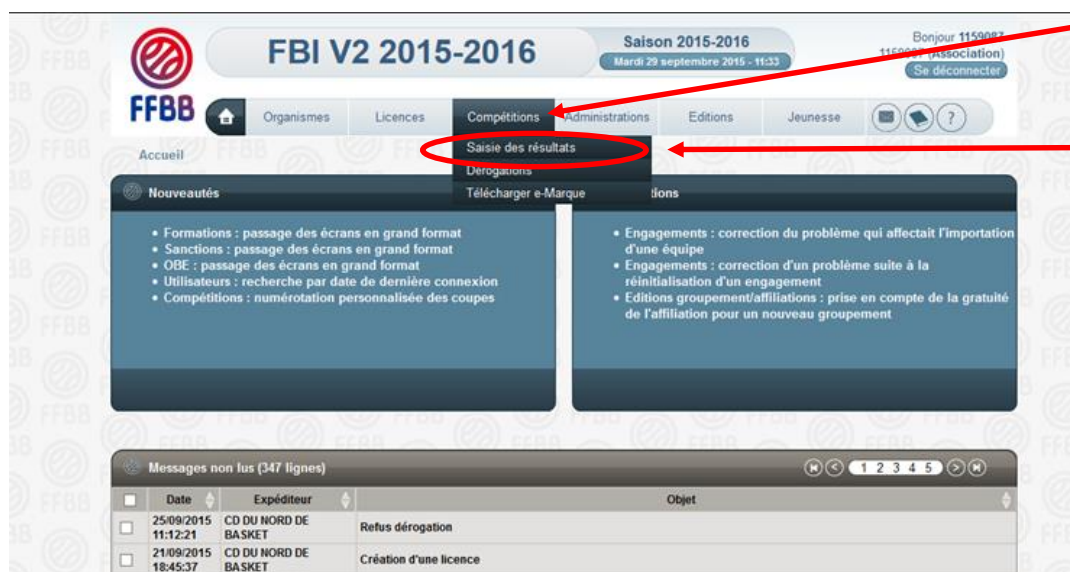 FFBB
FBI V2 2015-2016
Saison 2015-2016
Mardi 29 septembre 2015 - 11:33
Bonjour 1159087
1159087 (Association)
Se déconnecter
Organismes
Licences
Compétitions
Administrations
Editions
Jeunesse
?
Accueil
Saisie des résultats
Dérogations
Télécharger e-Marque
Nouveautés
• Formations : passage des écrans en grand format
• Sanctions : passage des écrans en grand format
• OBE : passage des écrans en grand format
• Utilisateurs : recherche par date de dernière connexion
• Compétitions : numérotation personnalisée des coupes
• Engagements : correction du problème qui affectait l'importation
d'une équipe
• Engagements : correction d'un problème suite à la
réinitialisation d'un engagement
• Editions groupement/affiliations : prise en compte de la gratuité
de l'affiliation pour un nouveau groupement
Messages non lus (347 lignes)
1 2 3 4 5
Date Expéditeur Objet
25/09/2015 CD DU NORD DE
11:12:21 BASKET Refus dérogation
21/09/2015 CD DU NORD DE
18:45:37 BASKET Création d'une licence